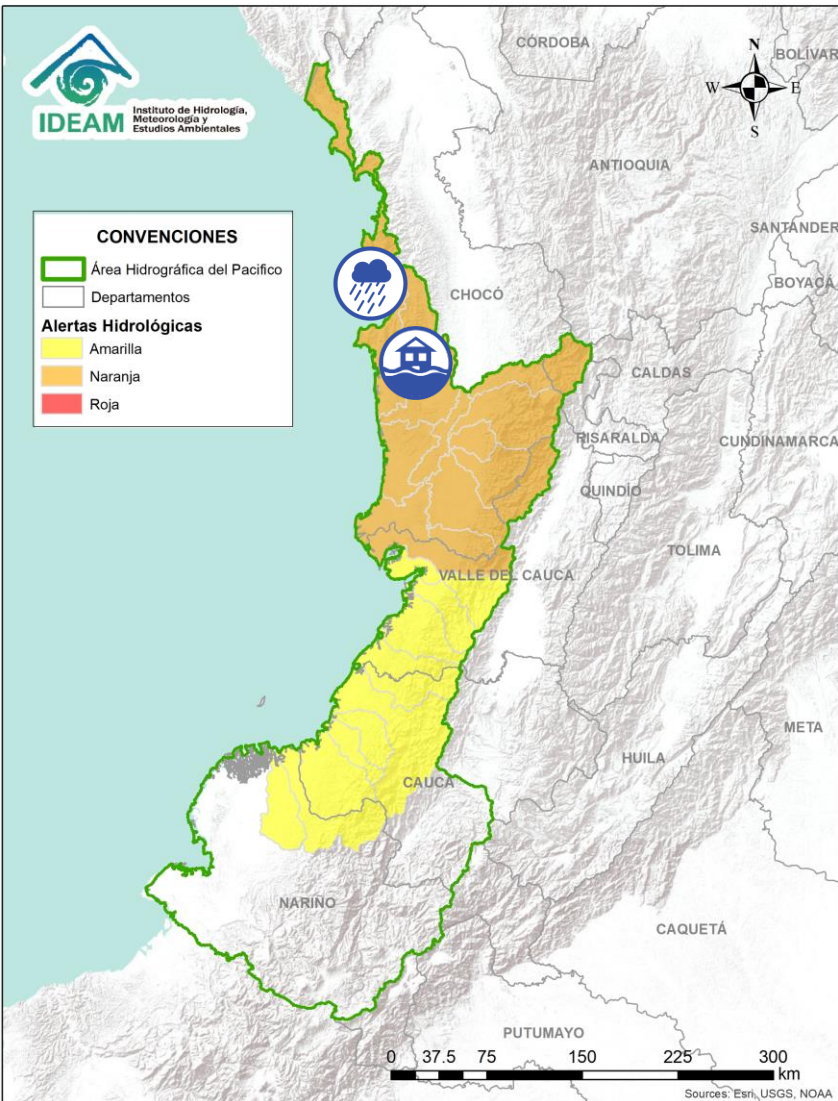 IDEAM
Instituto de Hidrología,
Meteorología y
Estudios Ambientales
N
W
E
S
CÓRDOBA
BOLÍVAR
ANTIOQUIA
SANTANDER
CONVENCIONES
Área Hidrográfica del Pacifico
Departamentos
Alertas Hidrológicas
Amarilla
Naranja
Roja
CHOCÓ
BOYACÁ
CALDAS
RISARALDA
CUNDINAMARCA
QUINDÍO
TOLIMA
VALLE DEL CAUCA
META
HUILA
CAUCA
NARIÑO
CAQUETÁ
PUTUMAYO
0 37.5 75 150 225 300
km
Sources: Esri, USGS, NOAA